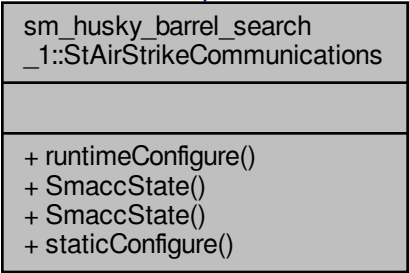 sm_husky_barrel_search
_1::StAirStrikeCommunications
+ runtimeConfigure()
+ SmaccState()
+ SmaccState()
+ staticConfigure()